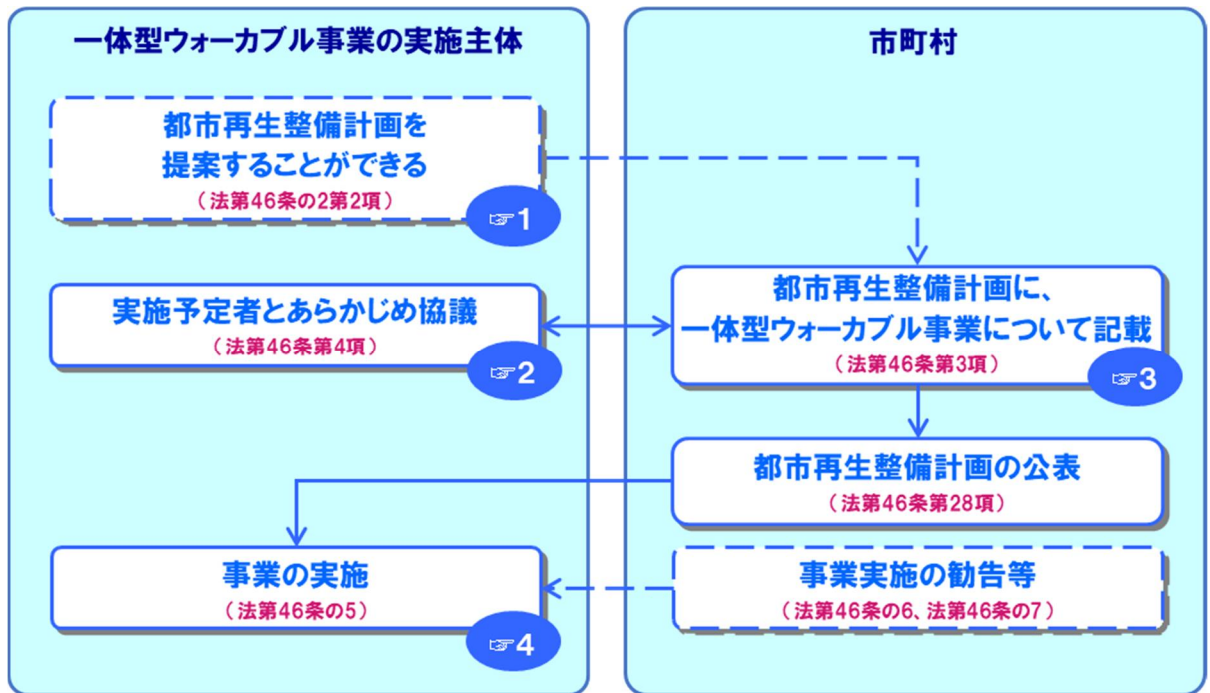 一体型ウォーカブル事業の実施主体
都市再生整備計画を
提案することができる
（法第46条の2第2項）
☞1
実施予定者とあらかじめ協議
（法第46条第4項）
☞2
事業の実施
（法第46条の5）
☞4
市町村
都市再生整備計画に、
一体型ウォーカブル事業について記載
（法第46条第3項）
☞3
都市再生整備計画の公表
（法第46条第28項）
事業実施の勧告等
（法第46条の6、法第46条の7）